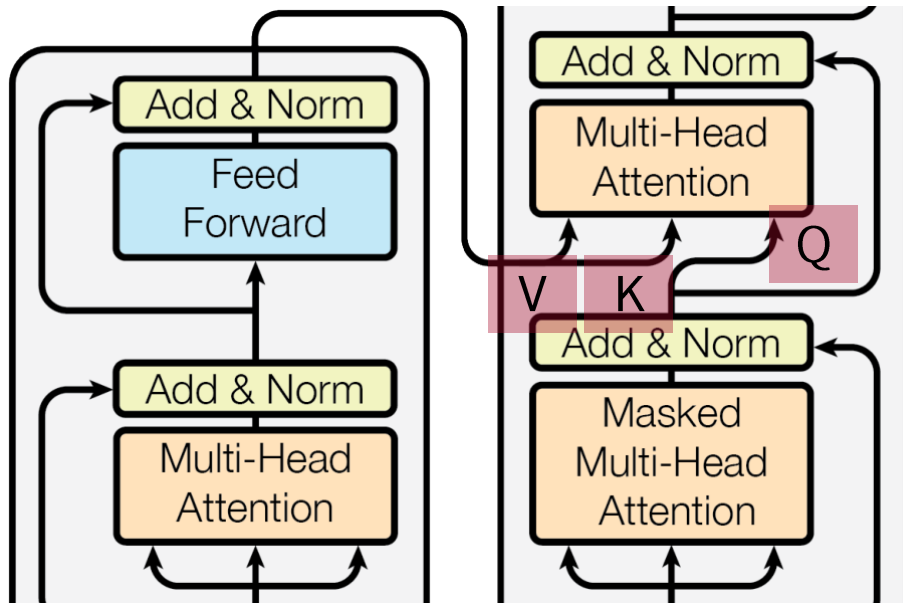 Add & Norm
Feed
Forward
Add & Norm
Multi-Head
Attention
Add & Norm
Multi-Head
Attention
Q
V
K
Add & Norm
Masked
Multi-Head
Attention